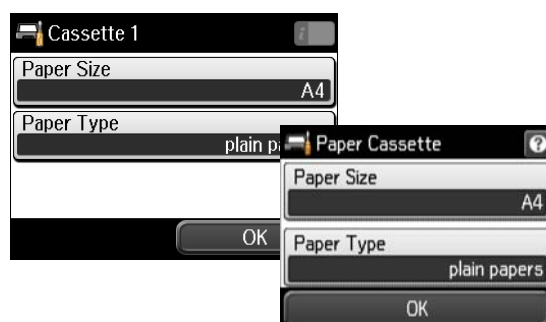 Cassette 1
Paper Size
A4
Paper Type
plain pa
OK
Paper Cassette
?
Paper Size
A4
Paper Type
plain papers
OK